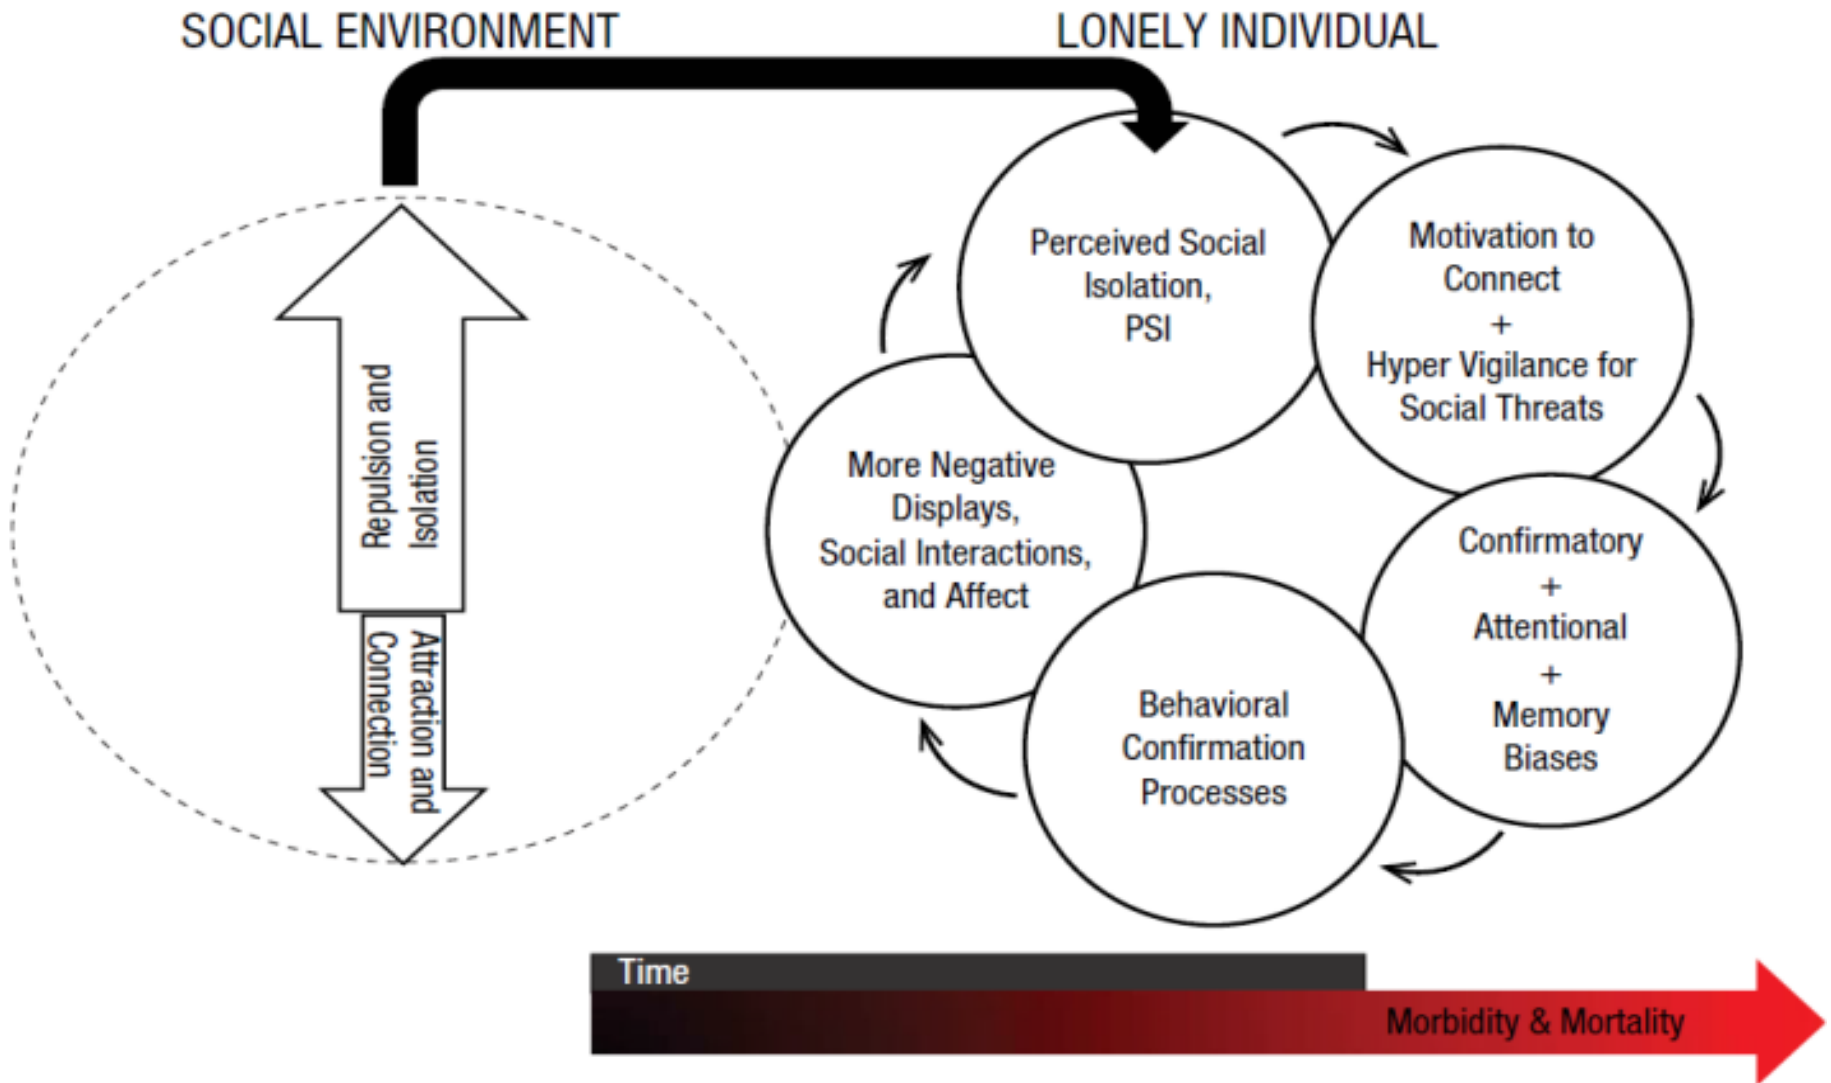 SOCIAL ENVIRONMENT
LONELY INDIVIDUAL
Repulsion and
Isolation
Attraction and
Connection
Perceived Social
Isolation,
PSI
Motivation to
Connect
+
Hyper Vigilance for
Social Threats
Confirmatory
+
Attentional
+
Memory
Biases
Behavioral
Confirmation
Processes
More Negative
Displays,
Social Interactions,
and Affect
Time
Morbidity & Mortality